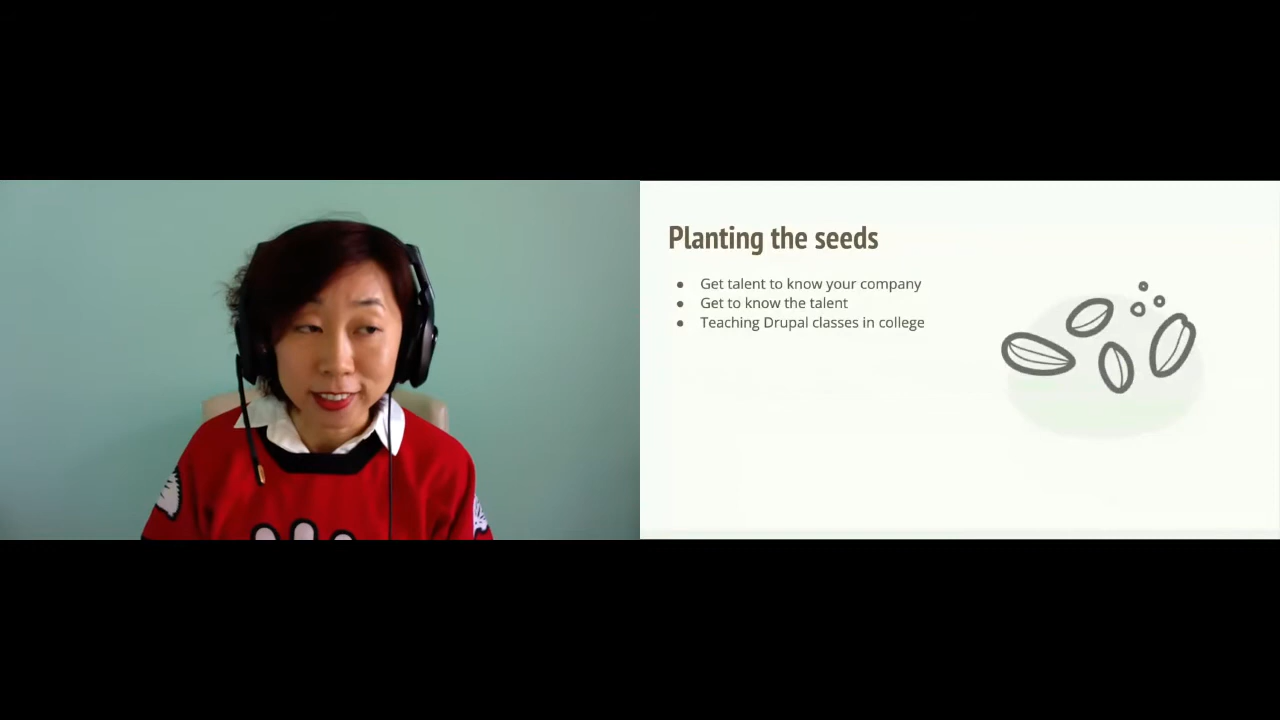 Planting the seeds
● Get talent to know your company
● Get to know the talent
● Teaching Drupal classes in college